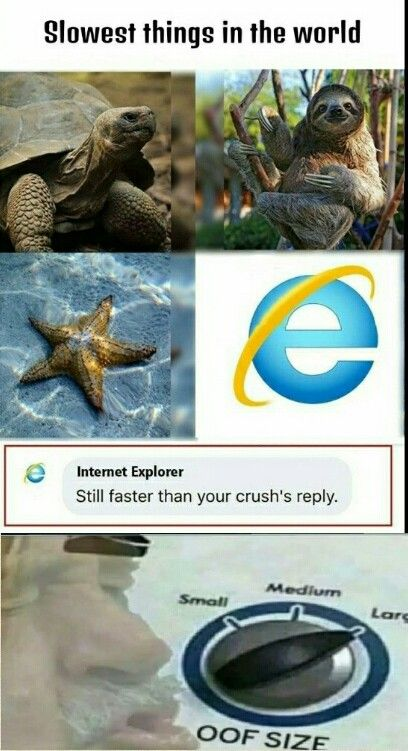 Slowest things in the world
Internet Explorer
Still faster than your crush's reply.
Small
Medium
OOF SIZE